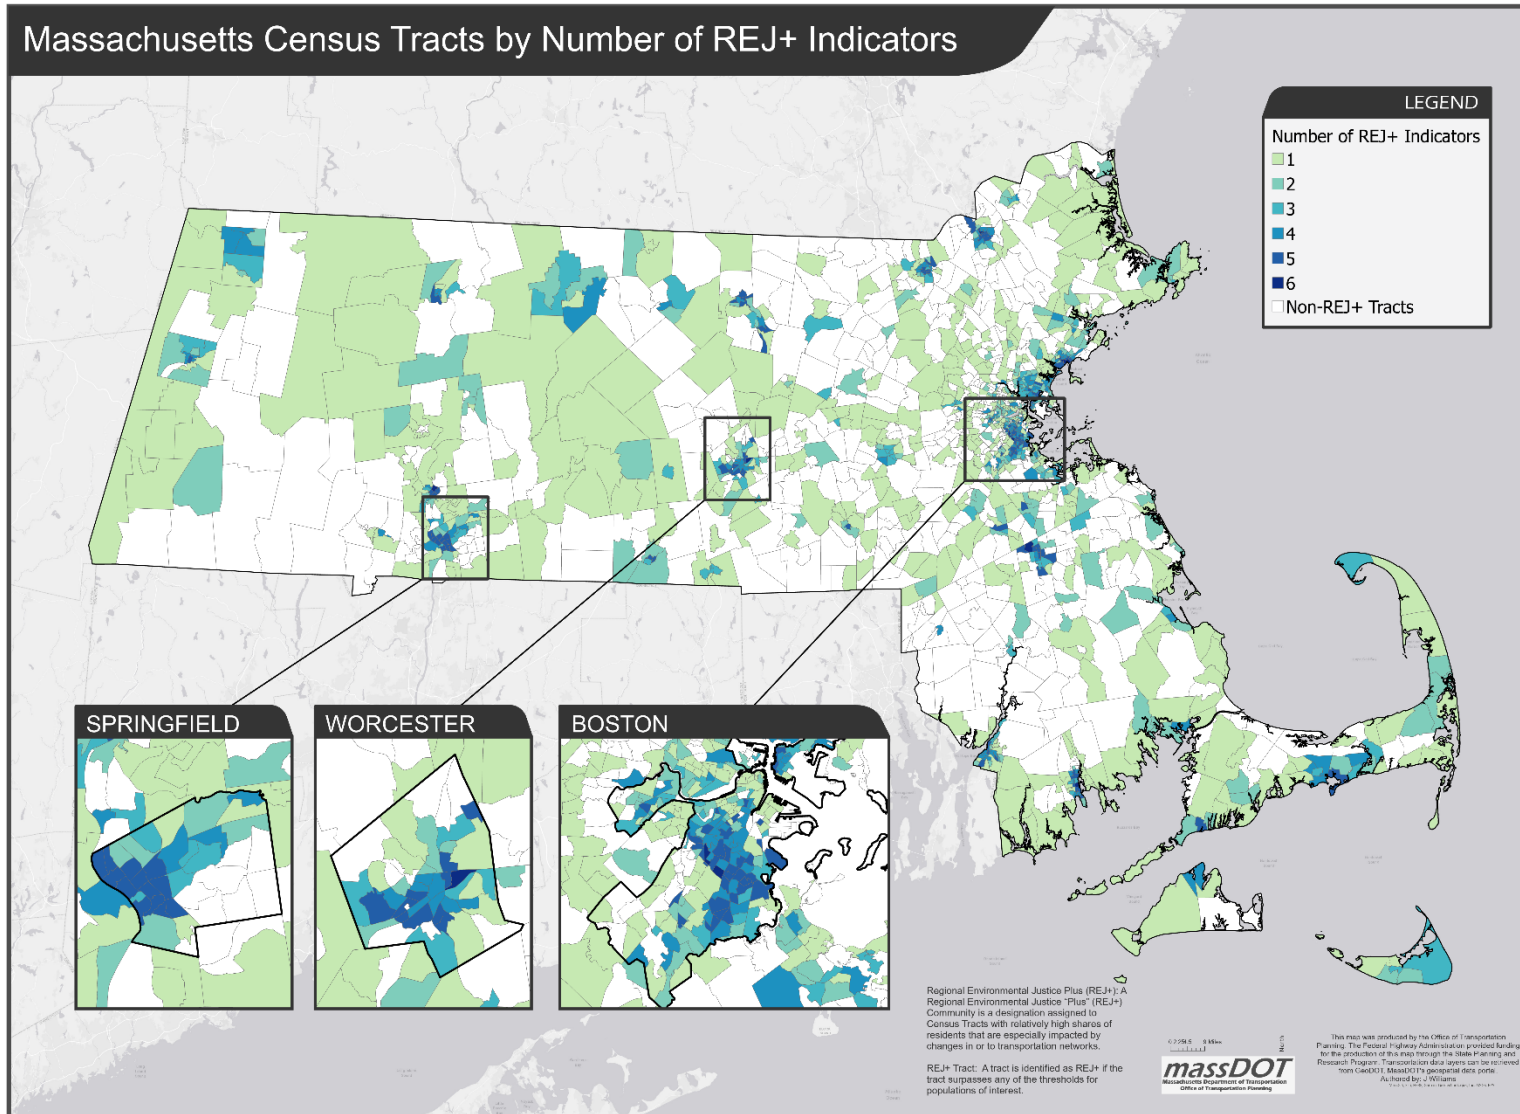 Massachusetts Census Tracts by Number of REJ+ Indicators
LEGEND
Number of REJ+ Indicators
1
2
3
4
5
6
Non-REJ+ Tracts
SPRINGFIELD
WORCESTER
BOSTON
Regional Environmental Justice Plus (REJ+): A
Regional Environmental Justice "Plus" (REJ+)
Community is a designation assigned to
Census Tracts with relatively high shares of
residents that are especially impacted by
changes in or to transportation networks.
REJ+ Tract: A tract is identified as REJ+ if the
tract surpasses any of the thresholds for
populations of interest.
9 Miles
North
massDOT
Massachusetts Department of Transportation
Office of Transportation Planning
This map was produced by the Office of Transportation
Planning. The Federal Highway Administration provided funding
for the production of this map through the State Planning and
Research Program. Transportation data layers can be retrieved
from GeoDOT, MassDOT's geospatial data portal.
Authored by: J Williams